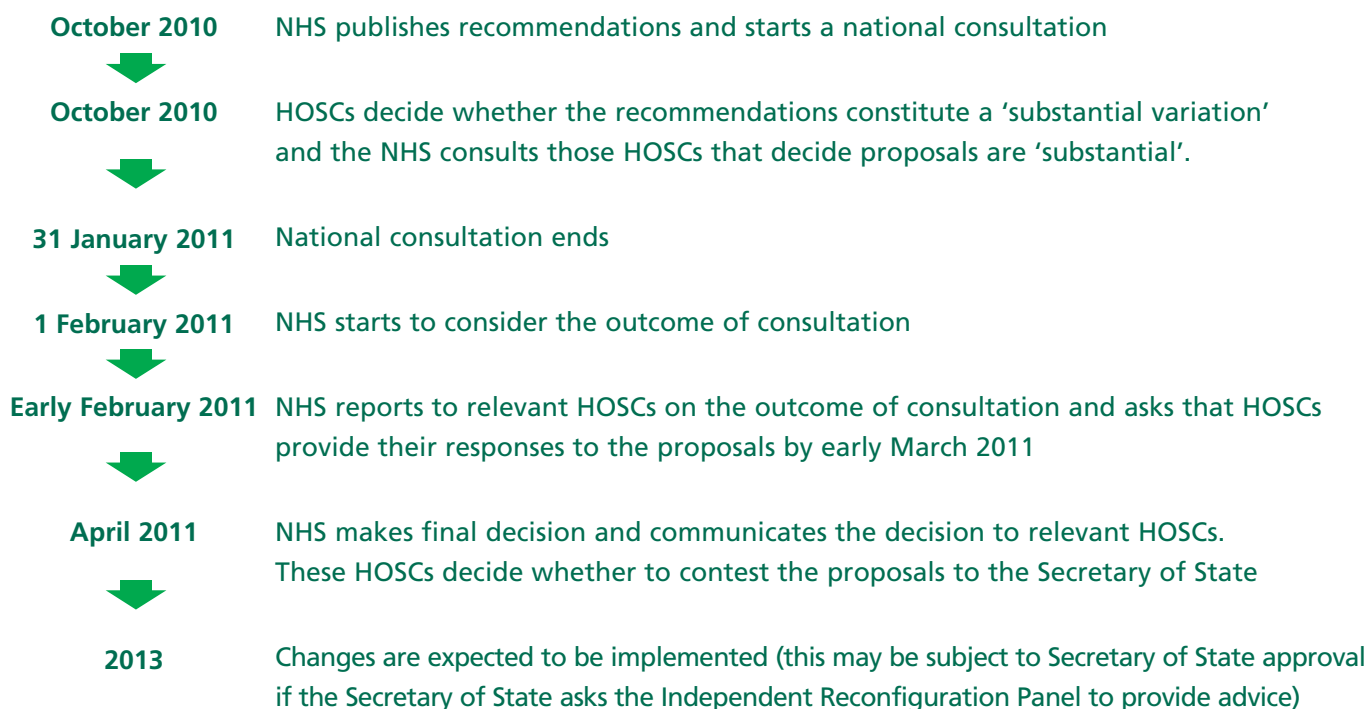 October 2010 NHS publishes recommendations and starts a national consultation
October 2010 HOSCs decide whether the recommendations constitute a ‘substantial variation’
and the NHS consults those HOSCs that decide proposals are ‘substantial’.
31 January 2011 National consultation ends
1 February 2011 NHS starts to consider the outcome of consultation
Early February 2011 NHS reports to relevant HOSCs on the outcome of consultation and asks that HOSCs
provide their responses to the proposals by early March 2011
April 2011 NHS makes final decision and communicates the decision to relevant HOSCs.
These HOSCs decide whether to contest the proposals to the Secretary of State
2013 Changes are expected to be implemented (this may be subject to Secretary of State approval
if the Secretary of State asks the Independent Reconfiguration Panel to provide advice)